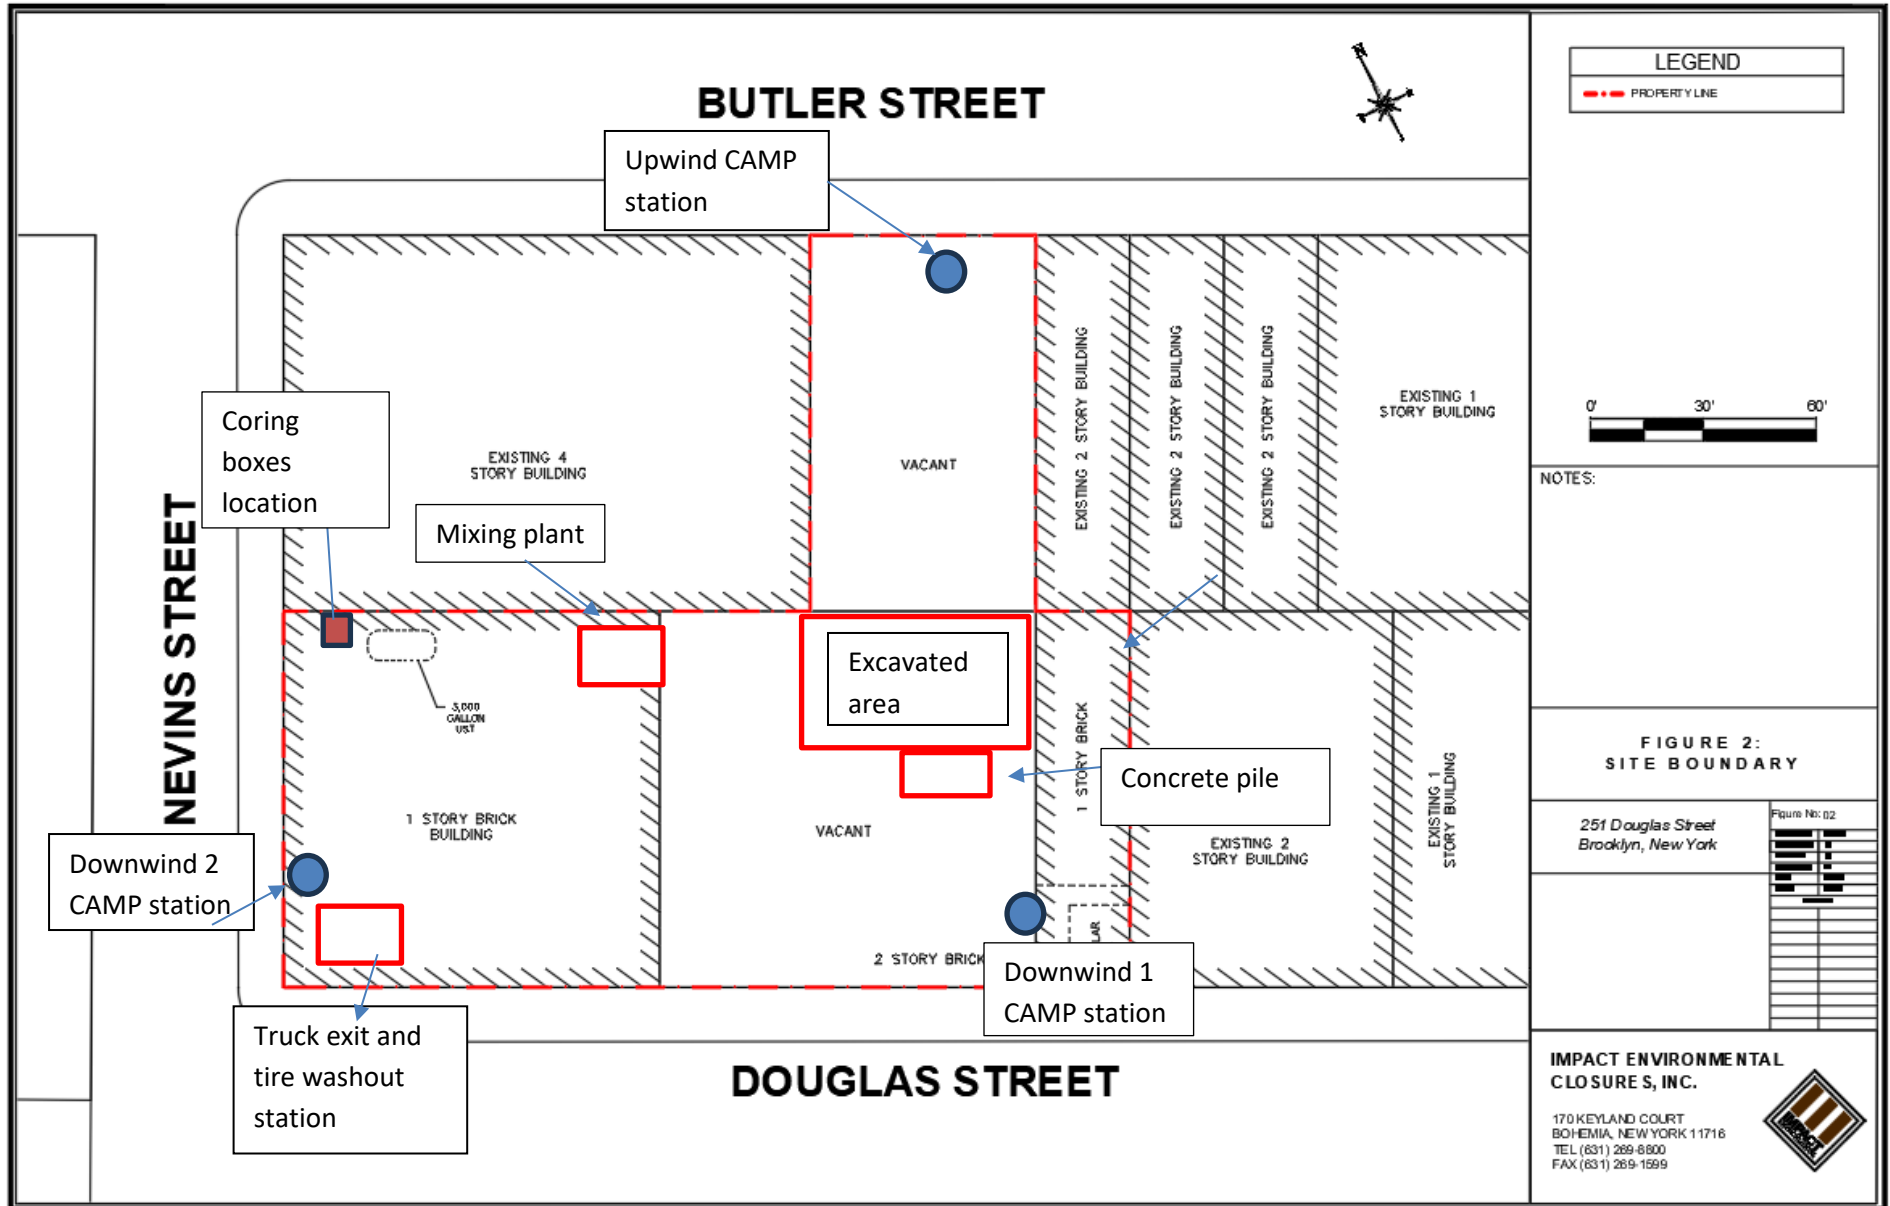 BUTLER STREET
N
Upwind CAMP
station
Coring
boxes
location
EXISTING 4
STORY BUILDING
Mixing plant
VACANT
EXISTING 2 STORY BUILDING
EXISTING 2 STORY BUILDING
EXISTING 2 STORY BUILDING
EXISTING 1
STORY BUILDING
NEVINS STREET
3,000
GALLON
UST
Excavated
area
1 STORY BRICK
Concrete pile
1 STORY BRICK
BUILDING
VACANT
EXISTING 2
STORY BUILDING
EXISTING 1
STORY BUILDING
Downwind 2
CAMP station
LAR
2 STORY BRICK
Downwind 1
CAMP station
Truck exit and
tire washout
station
DOUGLAS STREET
LEGEND
PROPERTY LINE
0' 30' 60'
NOTES:
FIGURE 2:
SITE BOUNDARY
251 Douglas Street
Brooklyn, New York
Figure No: 02
IMPACT ENVIRONMENTAL
CLOSURES, INC.
170 KEYLAND COURT
BOHEMIA, NEW YORK 11716
TEL (631) 269-8800
FAX (631) 269-1599
IMPACT